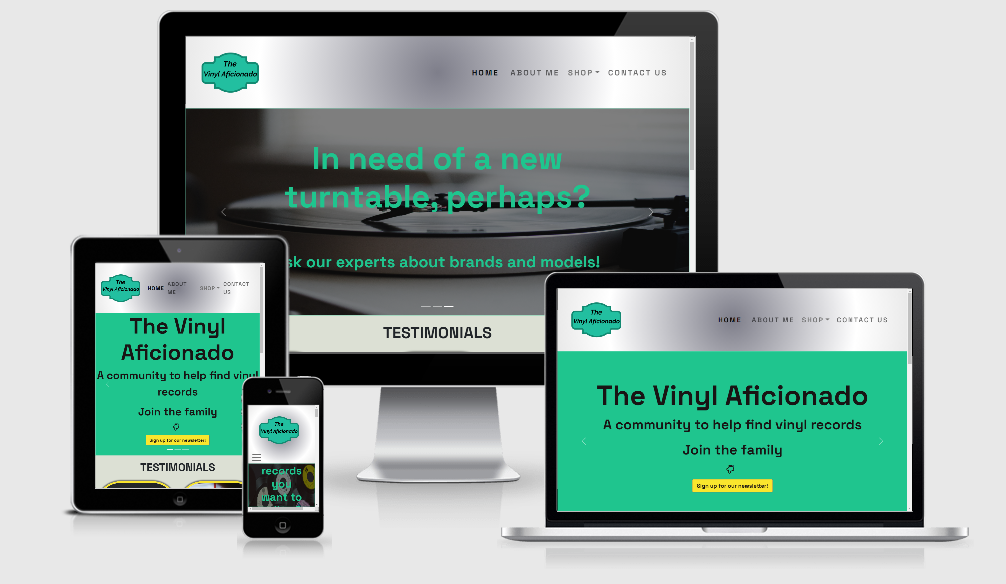 The
Vinyl Aficionado
HOME ABOUT ME SHOP CONTACT US
In need of a new
turntable, perhaps?
sk our experts about brands and models!
TESTIMONIALS
The
Vinyl Aficionado
HOME ABOUT
ME SHOP CONTACT
US
The Vinyl
Aficionado
A community to help find vinyl
records
Join the family
Sign up for our newsletter!
TESTIMONIALS
The
Vinyl Aficionado
records
you
want to
The
Vinyl Aficionado
HOME ABOUT ME SHOP CONTACT US
The Vinyl Aficionado
A community to help find vinyl records
Join the family
Sign up for our newsletter!